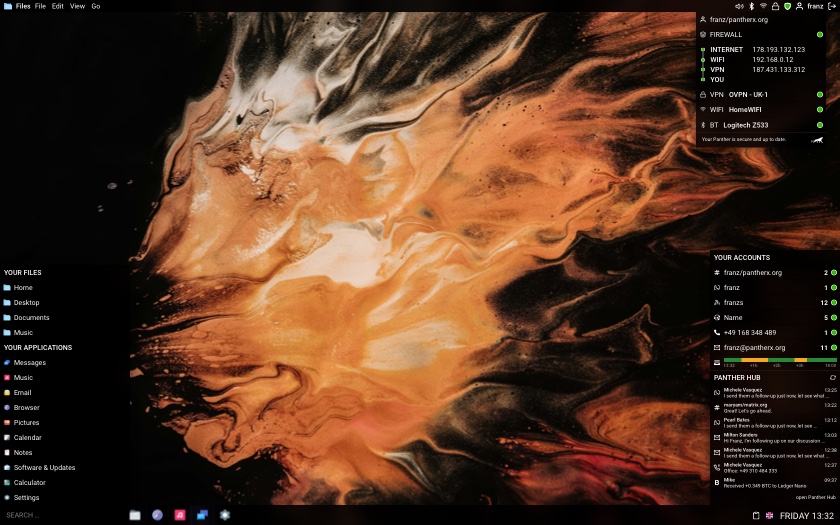 Files File Edit View Go
franz
franz/pantherx.org
FIREWALL
INTERNET 178.193.132.123
WIFI 192.168.0.12
VPN 187.431.133.312
YOU
VPN OVPN - UK-1
WIFI HomeWIFI
BT Logitech Z533
Your Panther is secure and up to date.
YOUR FILES
Home
Desktop
Documents
Music
YOUR APPLICATIONS
Messages
Music
Email
Browser
Pictures
Calendar
Notes
Software & Updates
Calculator
Settings
SEARCH ...
YOUR ACCOUNTS
franz/pantherx.org 2
franz 1
franzs 12
Name 5
+49 168 348 489 1
franz@pantherx.org 11
PANTHER HUB
Michele Vasquez 13:25
I send them a follow-up just now, let see what ...
maryam/matrix.org 13:22
Great! Let's go ahead.
Pearl Bates 13:12
I send them a follow-up just now, let see ...
Milton Sanders 13:03
Hi Franz, I'm following up on our discussion ...
Michele Vasquez 12:38
I send them a follow-up just now, let see what ...
Michele Vasquez 12:37
Office: +49 310 484 333
Mike 09:37
Received +0.349 BTC to Ledger Nano
open Panther Hub
FRIDAY 13:32